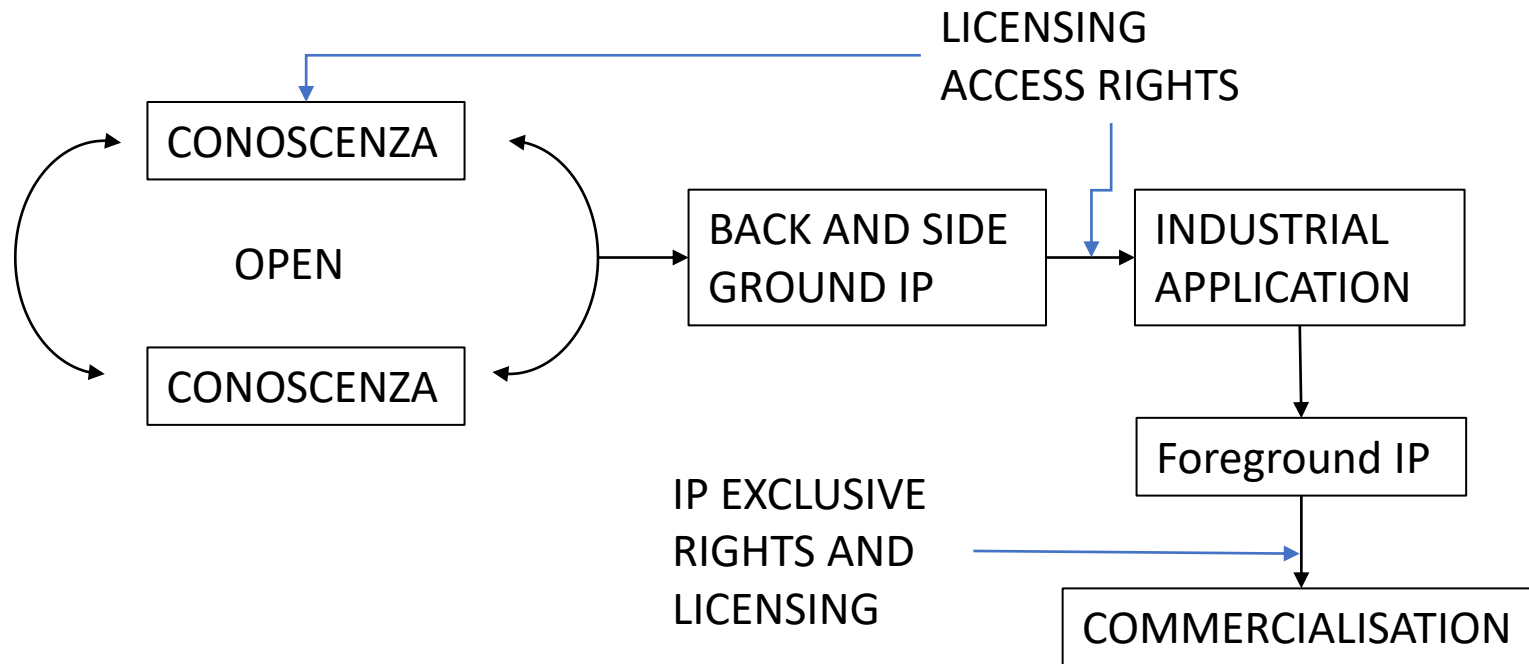 LICENSING
ACCESS RIGHTS
CONOSCENZA
OPEN
CONOSCENZA
BACK AND SIDE
GROUND IP
INDUSTRIAL
APPLICATION
Foreground IP
IP EXCLUSIVE
RIGHTS AND
LICENSING
COMMERCIALISATION